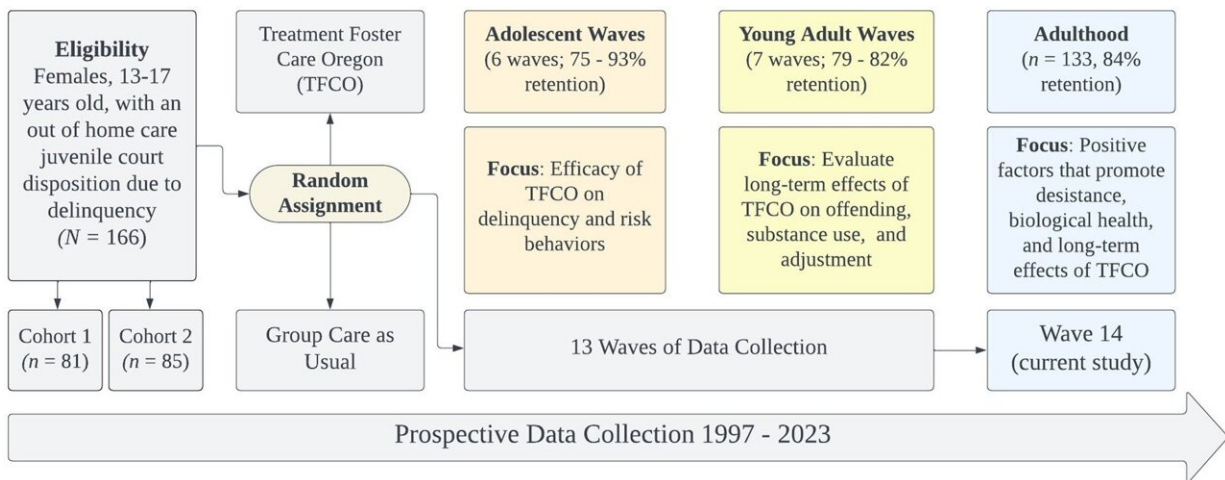 Eligibility
Females, 13-17
years old, with an
out of home care
juvenile court
disposition due to
delinquency
(N = 166)
Cohort 1
(n = 81)
Cohort 2
(n = 85)
Treatment Foster
Care Oregon
(TFCO)
Random
Assignment
Group Care as
Usual
Adolescent Waves
(6 waves; 75 - 93%
retention)
Focus: Efficacy of
TFCO on
delinquency and risk
behaviors
Young Adult Waves
(7 waves; 79 - 82%
retention)
Focus: Evaluate
long-term effects of
TFCO on offending,
substance use, and
adjustment
Adulthood
(n = 133, 84%
retention)
Focus: Positive
factors that promote
desistance,
biological health,
and long-term
effects of TFCO
13 Waves of Data Collection
Wave 14
(current study)
Prospective Data Collection 1997 - 2023